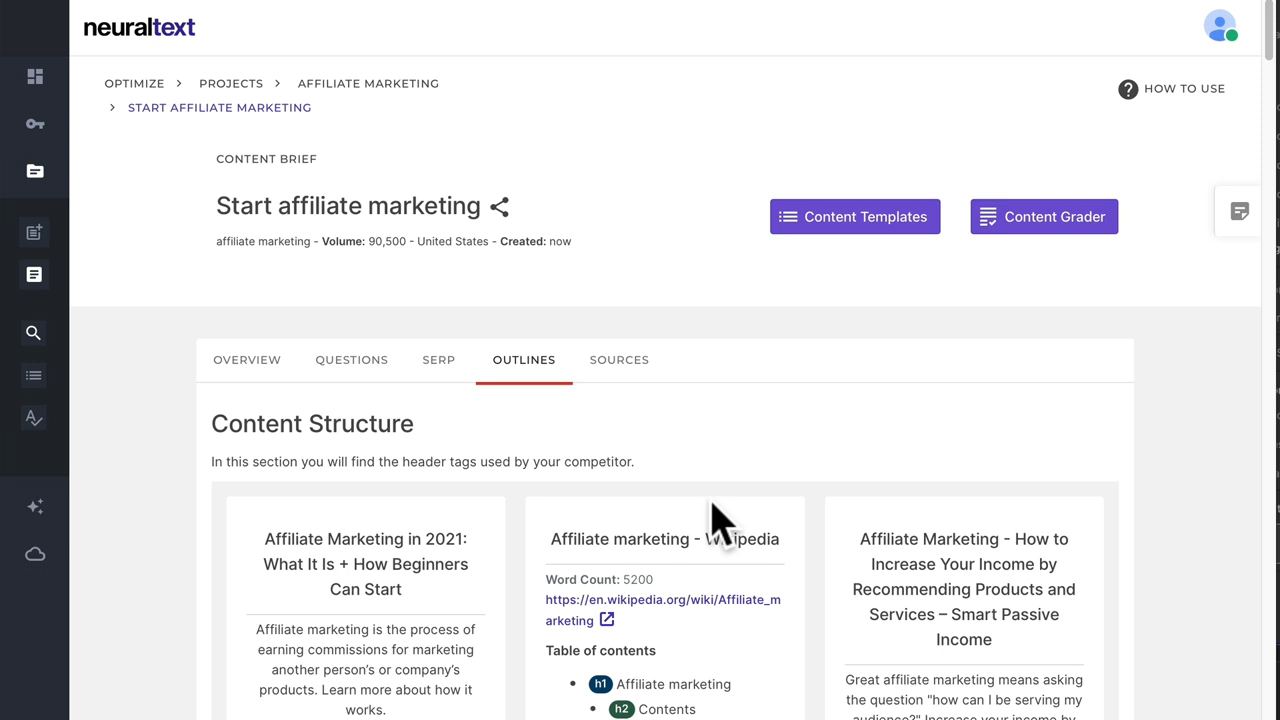 neuraltext
OPTIMIZE > PROJECTS > AFFILIATE MARKETING
> START AFFILIATE MARKETING
? HOW TO USE
CONTENT BRIEF
Start affiliate marketing
Content Templates
Content Grader
affiliate marketing - Volume: 90,500 - United States - Created: now
OVERVIEW QUESTIONS SERP OUTLINES SOURCES
Content Structure
In this section you will find the header tags used by your competitor.
Affiliate Marketing in 2021:
What It Is + How Beginners
Can Start
Affiliate marketing is the process of
earning commissions for marketing
another person's or company's
products. Learn more about how it
works.
Affiliate marketing - Wikipedia
Word Count: 5200
https://en.wikipedia.org/wiki/Affiliate_m
arketing
Table of contents
h1 Affiliate marketing
h2 Contents
Affiliate Marketing - How to
Increase Your Income by
Recommending Products and
Services – Smart Passive
Income
Great affiliate marketing means asking
the question "how can I be serving my
audience?" Increase your income by